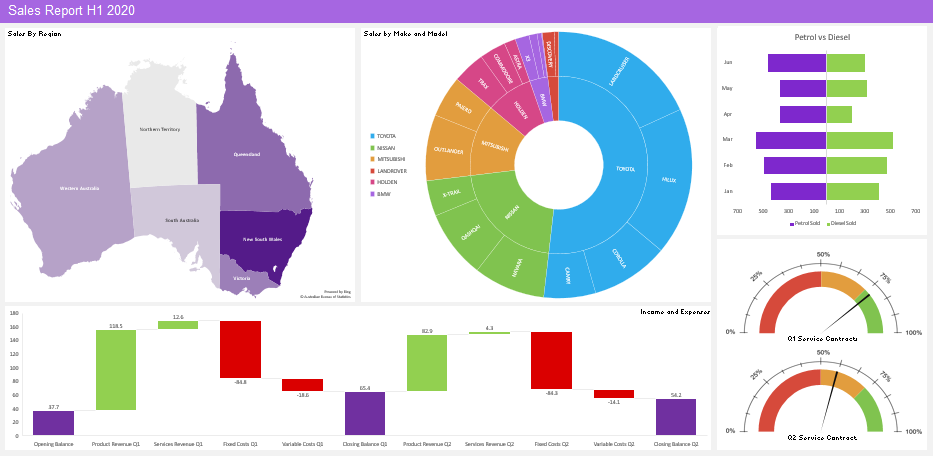 Sales Report H1 2020
Sales By Region
Northern Territory
Queensland
Western Australia
South Australia
New South Wales
Victoria
Powered by Bing
© Australian Bureau of Statistics
Sales by Make and Model
TOYOTA
NISSAN
MITSUBISHI
LANDROVER
HOLDEN
BMW
LANDCRUISER
HILUX
COROLLA
CAMRY
TOYOTA
NAVARA
QASHQAI
X-TRAIL
NISSAN
OUTLANDER
PAJERO
MITSUBISHI
TRAX
COMMODORE
ASTRA
HOLDEN
X3
BMW
DISCOVERY
Petrol vs Diesel
Jun
May
Apr
Mar
Feb
Jan
700 500 300 100 100 300 500 700
Petrol Sold Diesel Sold
0% 25% 50% 75% 100%
Q1 Service Contracts
0% 25% 50% 75% 100%
Q2 Service Contract
Income and Expenses
180
160
140
120
100
80
60
40
20
0
37.7
118.5
12.6
-84.8
-18.6
65.4
82.9
4.3
-84.3
-14.1
54.2
Opening Balance Product Revenue Q1 Services Revenue Q1 Fixed Costs Q1 Variable Costs Q1 Closing Balance Q1 Product Revenue Q2 Services Revenue Q2 Fixed Costs Q2 Variable Costs Q2 Closing Balance Q2